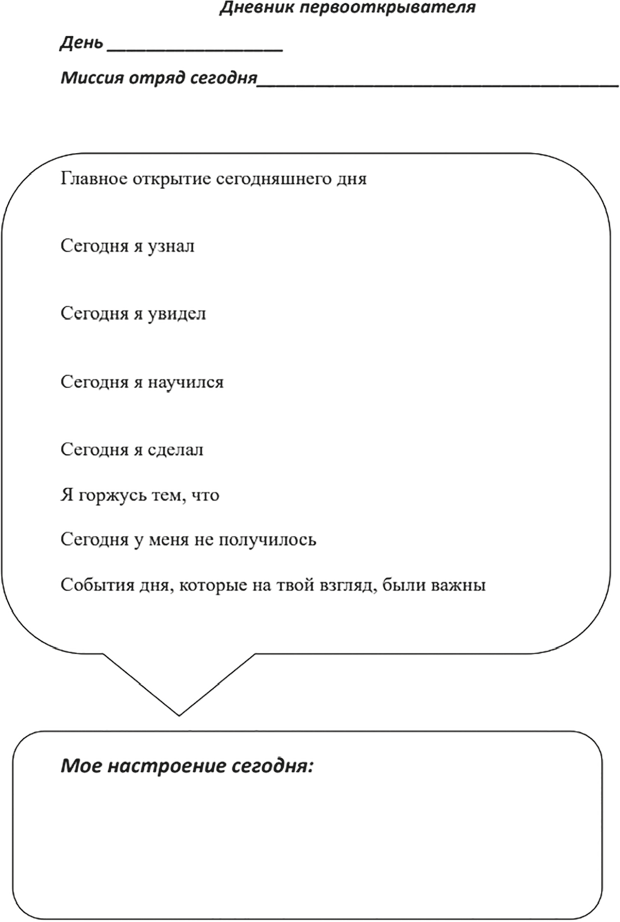 Дневник первооткрывателя
День ___________________
Миссия отряд сегодня_______________________________________
Главное открытие сегодняшнего дня
Сегодня я узнал
Сегодня я увидел
Сегодня я научился
Сегодня я сделал
Я горжусь тем, что
Сегодня у меня не получилось
События дня, которые на твой взгляд, были важны
Мое настроение сегодня: